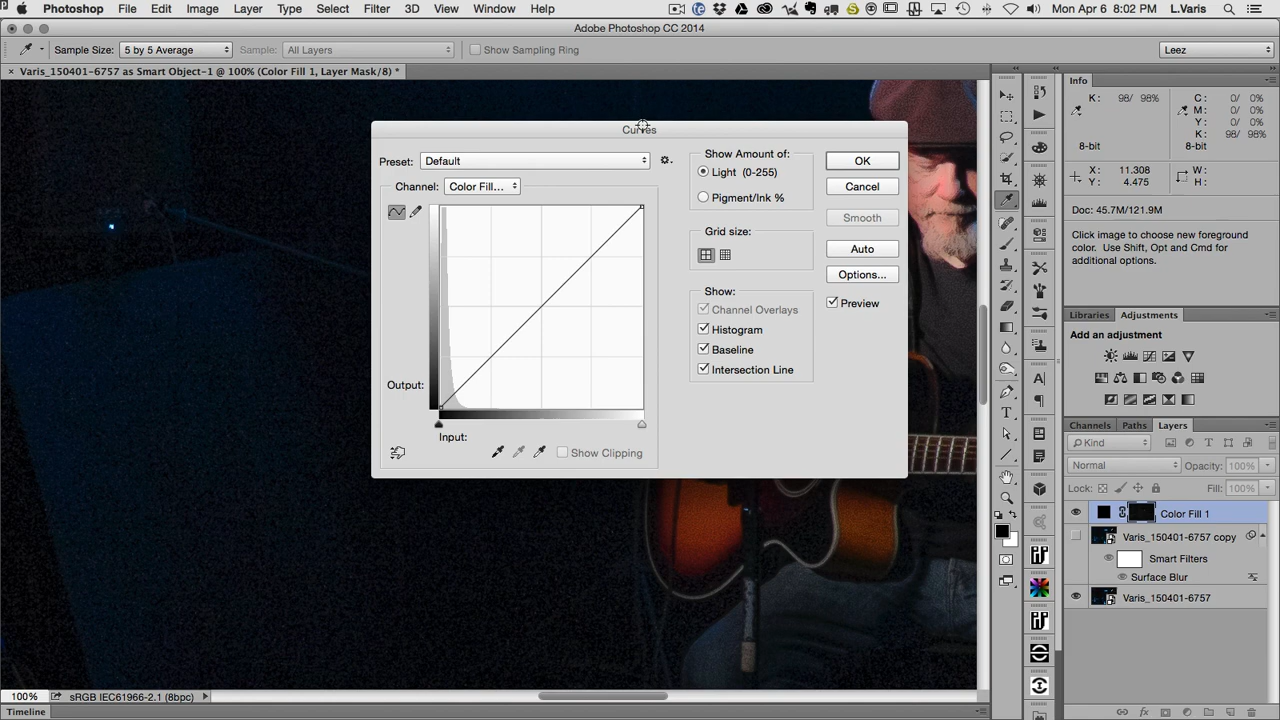 Photoshop File Edit Image Layer Type Select Filter 3D View Window Help Mon Apr 6 8:02 PM L.Varis
Adobe Photoshop CC 2014
Sample Size: 5 by 5 Average Sample: All Layers Show Sampling Ring Leez
× Varis_150401-6757 as Smart Object-1 @ 100% (Color Fill 1, Layer Mask/8) *
Info
K: 98/ 98%
C: 0/ 0%
M: 0/ 0%
Y: 0/ 0%
K: 98/ 98%
8-bit 8-bit
X: 11.308
Y: 4.475
W:
H:
Doc: 45.7M/121.9M
Click image to choose new foreground
color. Use Shift, Opt and Cmd for
additional options.
Curves
Preset: Default
Channel: Color Fill...
Output:
Input:
Show Clipping
Show Amount of:
Light (0-255)
Pigment/Ink %
Grid size:
Show:
Channel Overlays
Histogram
Baseline
Intersection Line
OK
Cancel
Smooth
Auto
Options...
Preview
Libraries Adjustments
Add an adjustment
Channels Paths Layers
Kind
Normal Opacity: 100%
Lock: Fill: 100%
Color Fill 1
Varis_150401-6757 copy
Smart Filters
Surface Blur
Varis_150401-6757
100% sRGB IEC61966-2.1 (8bpc)
Timeline